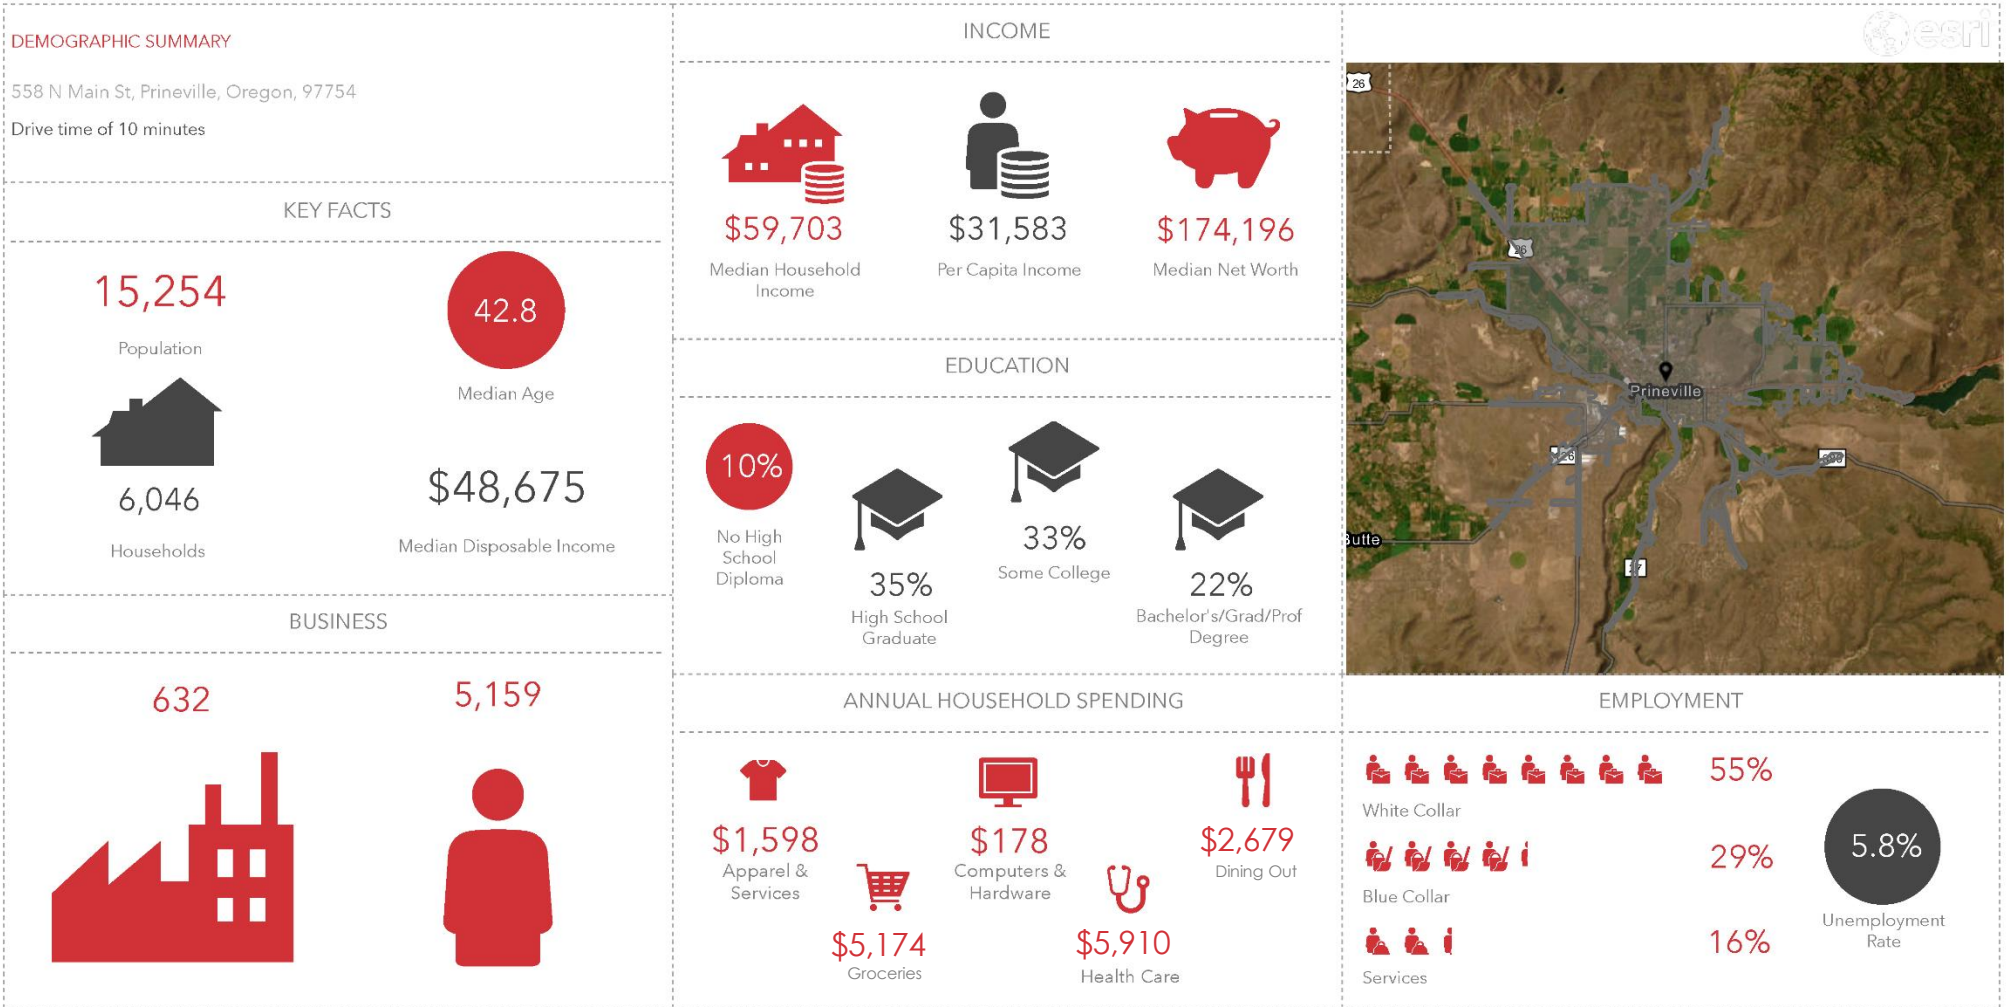 DEMOGRAPHIC SUMMARY
558 N Main St, Prineville, Oregon, 97754
Drive time of 10 minutes
KEY FACTS
15,254
Population
42.8
Median Age
6,046
Households
$48,675
Median Disposable Income
BUSINESS
632
5,159
INCOME
$59,703
Median Household
Income
$31,583
Per Capita Income
$174,196
Median Net Worth
EDUCATION
10%
No High
School
Diploma
35%
High School
Graduate
33%
Some College
22%
Bachelor's/Grad/Prof
Degree
ANNUAL HOUSEHOLD SPENDING
$1,598
Apparel &
Services
$5,174
Groceries
$178
Computers &
Hardware
$5,910
Health Care
$2,679
Dining Out
esri
26
26
Prineville
Butte
EMPLOYMENT
55%
White Collar
29%
Blue Collar
16%
Services
5.8%
Unemployment
Rate